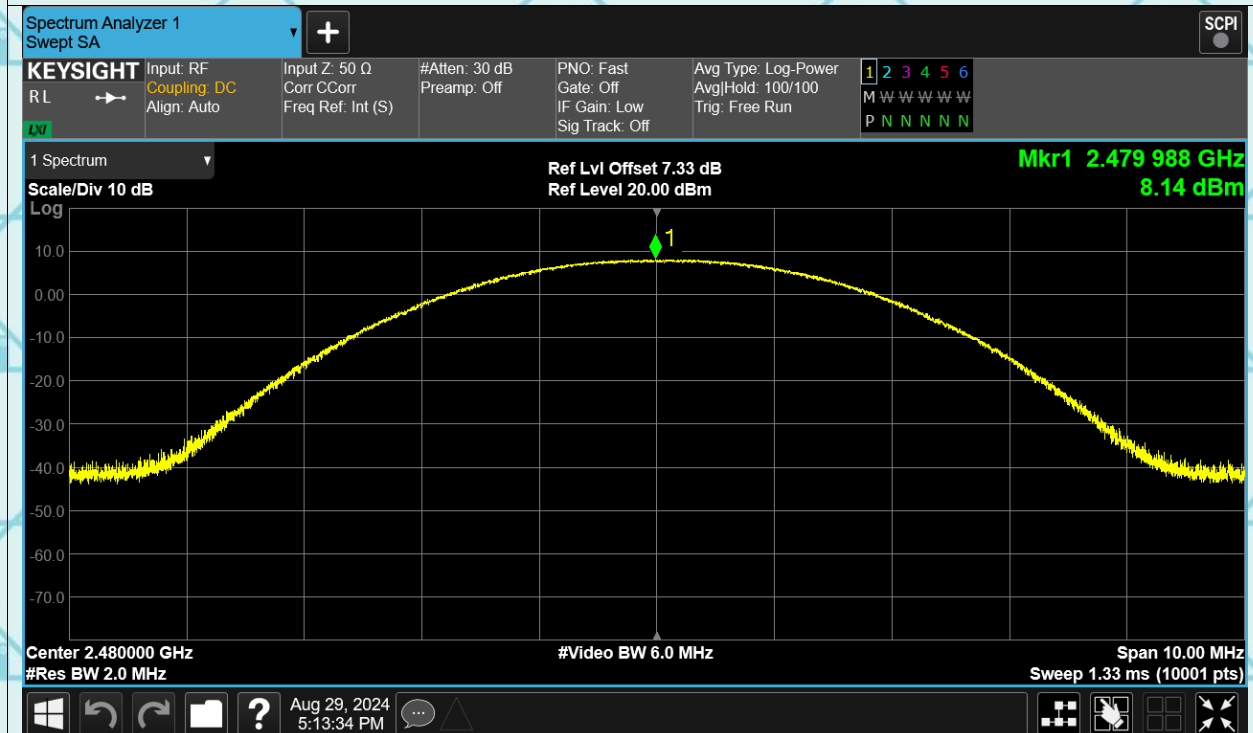 Spectrum Analyzer 1
Swept SA
+
SCPI
KEYSIGHT
RL
LXI
Input: RF
Coupling: DC
Align: Auto
Input Z: 50 Ω
Corr CCorr
Freq Ref: Int (S)
#Atten: 30 dB
Preamp: Off
PNO: Fast
Gate: Off
IF Gain: Low
Sig Track: Off
Avg Type: Log-Power
Avg|Hold: 100/100
Trig: Free Run
1 2 3 4 5 6
M W W W W W
P N N N N N
1 Spectrum
Scale/Div 10 dB
Log
Ref Lvl Offset 7.33 dB
Ref Level 20.00 dBm
Mkr1 2.479 988 GHz
8.14 dBm
1
10.0
0.00
-10.0
-20.0
-30.0
-40.0
-50.0
-60.0
-70.0
Center 2.480000 GHz
#Res BW 2.0 MHz
#Video BW 6.0 MHz
Span 10.00 MHz
Sweep 1.33 ms (10001 pts)
?
Aug 29, 2024
5:13:34 PM